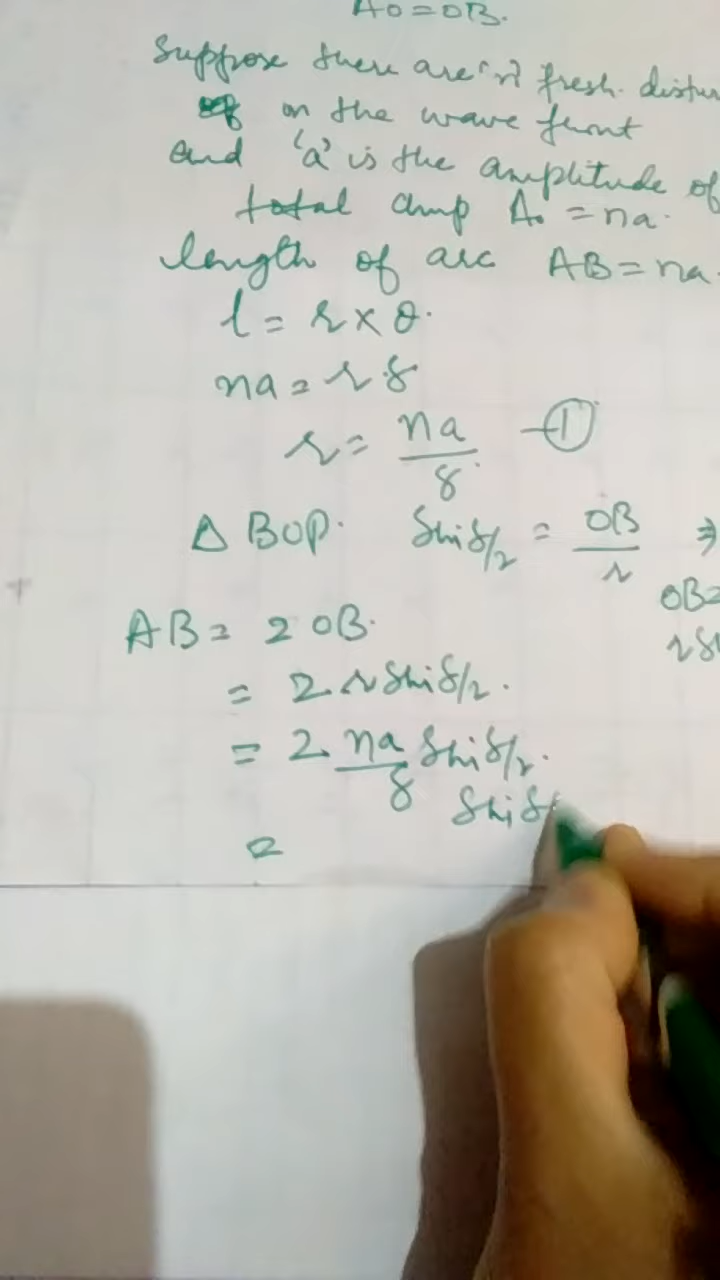 A₀ = OB.
Suppose there are 'n' fresh distur
on the wave front
and 'a' is the amplitude of
total amp A₀ = na.
length of arc AB = na.
l = r × θ.
na = r.δ
r = na/δ —①
Δ BOP. Sin δ/2 = OB/r ⇒
OB =
AB = 2 OB.
r Si
= 2 r Sin δ/2.
= 2 na/δ Sin δ/2.
Sin δ
=